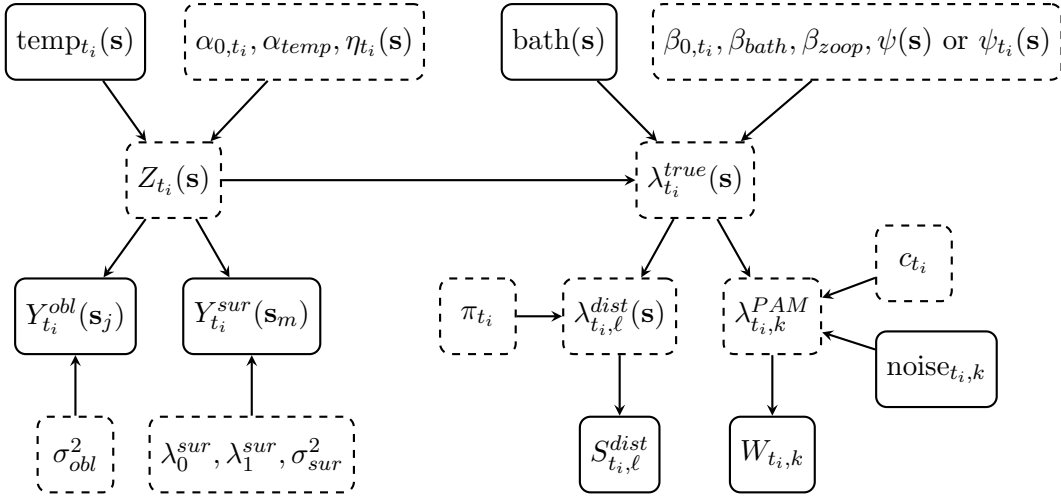 temp_{t_i}(s)
α_{0,t_i}, α_{temp}, η_{t_i}(s)
bath(s)
β_{0,t_i}, β_{bath}, β_{zoop}, ψ(s) or ψ_{t_i}(s)
Z_{t_i}(s)
λ^{true}_{t_i}(s)
Y^{obl}_{t_i}(s_j)
Y^{sur}_{t_i}(s_m)
π_{t_i}
λ^{dist}_{t_i,ℓ}(s)
λ^{PAM}_{t_i,k}
c_{t_i}
noise_{t_i,k}
σ^2_{obl}
λ^{sur}_0, λ^{sur}_1, σ^2_{sur}
S^{dist}_{t_i,ℓ}
W_{t_i,k}